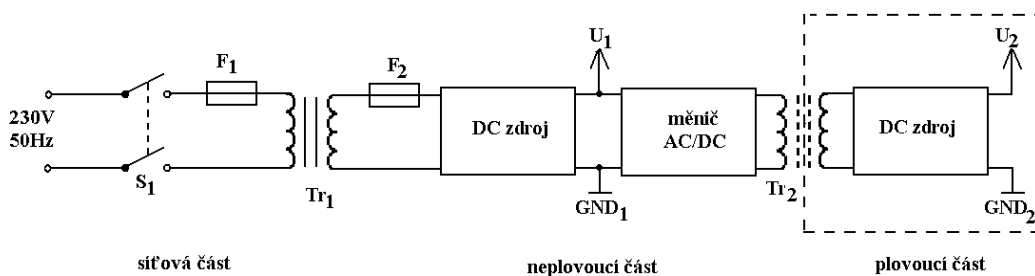 U₁
U₂
F₁
F₂
230V
50Hz
DC zdroj
měnič
AC/DC
DC zdroj
S₁
Tr₁
GND₁
Tr₂
GND₂
síťová část
neplovoucí část
plovoucí část